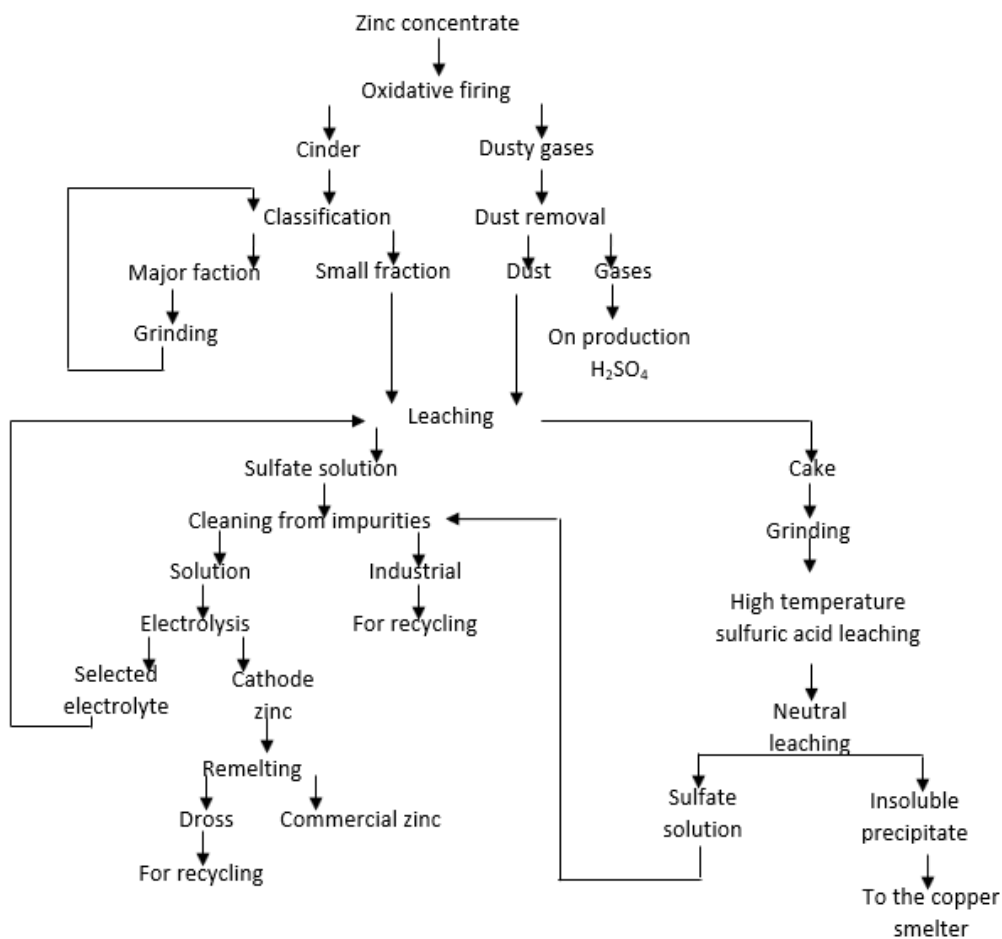 Zinc concentrate
Oxidative firing
Cinder
Dusty gases
Classification
Dust removal
Major faction
Small fraction
Dust
Gases
Grinding
On production
H₂SO₄
Leaching
Sulfate solution
Cake
Cleaning from impurities
Grinding
Solution
Industrial
High temperature
sulfuric acid leaching
Electrolysis
For recycling
Selected
electrolyte
Cathode
zinc
Neutral
leaching
Remelting
Sulfate
solution
Insoluble
precipitate
Dross
Commercial zinc
For recycling
To the copper
smelter